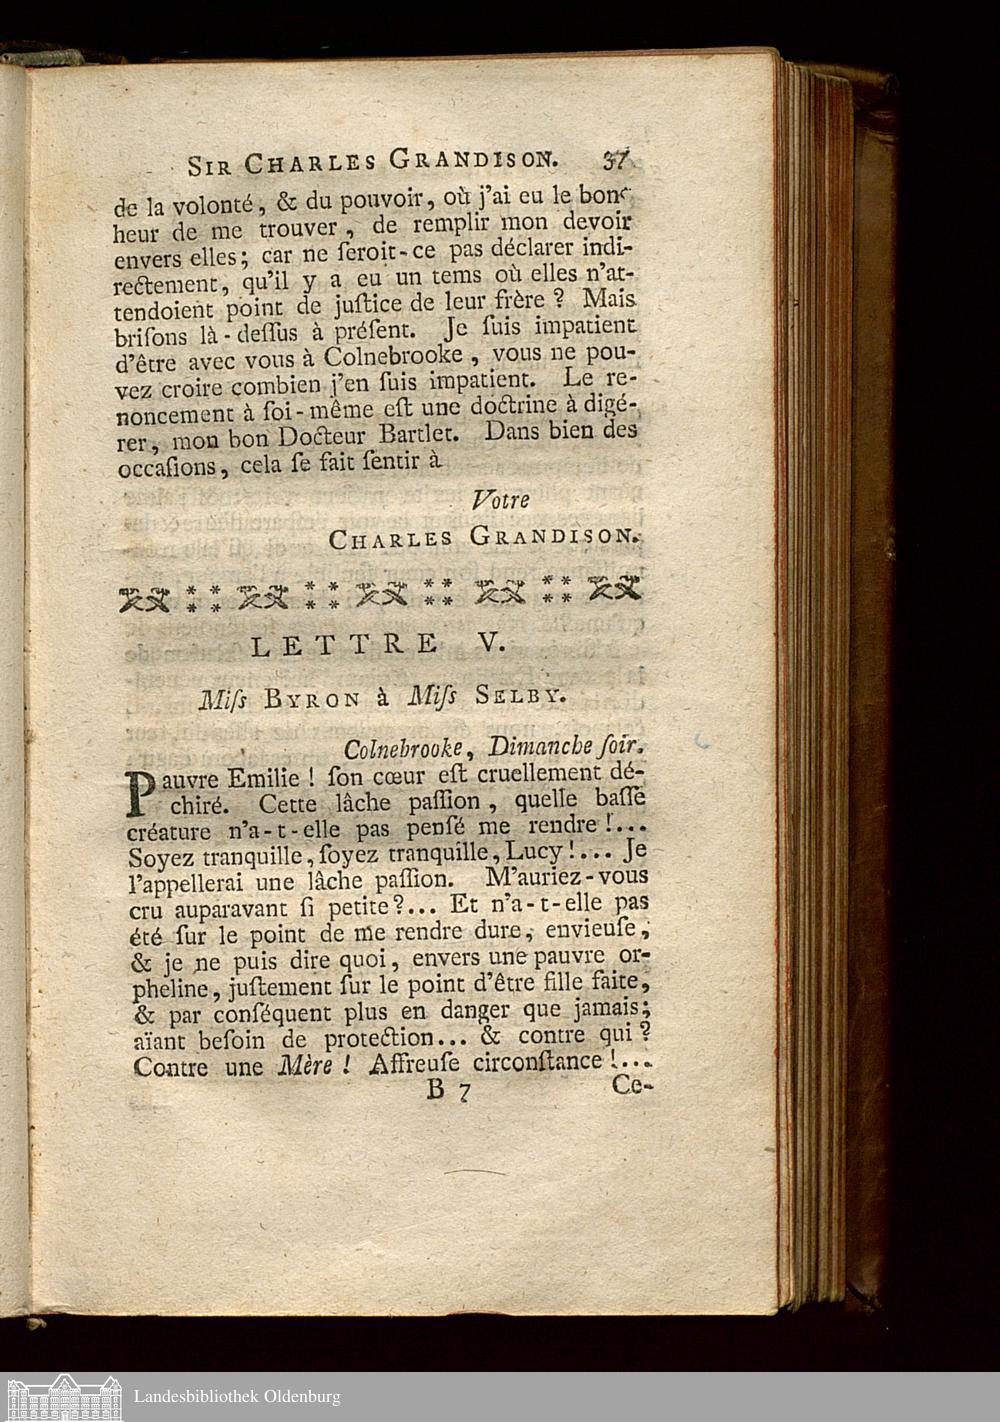 SIR CHARLES GRANDISON. 37
de la volonté, & du pouvoir, où j'ai eu le bon-
heur de me trouver, de remplir mon devoir
envers elles; car ne ſeroit-ce pas déclarer indi-
rectement, qu'il y a eu un tems où elles n'at-
tendoient point de juſtice de leur frère? Mais
briſons là-deſſus à préſent. Je ſuis impatient
d'être avec vous à Colnebrooke, vous ne pou-
vez croire combien j'en ſuis impatient. Le re-
noncement à ſoi-même eſt une doctrine à digé-
rer, mon bon Docteur Bartlet. Dans bien des
occaſions, cela ſe fait ſentir à
Votre
CHARLES GRANDISON.
LETTRE V.
Miſs BYRON à Miſs SELBY.
Colnebrooke, Dimanche ſoir.
Pauvre Emilie! ſon cœur eſt cruellement dé-
chiré. Cette lâche paſſion, quelle baſſe
créature n'a-t-elle pas penſé me rendre!...
Soyez tranquille, ſoyez tranquille, Lucy!... Je
l'appellerai une lâche paſſion. M'auriez-vous
cru auparavant ſi petite?... Et n'a-t-elle pas
été ſur le point de me rendre dure, envieuſe,
& je ne puis dire quoi, envers une pauvre or-
pheline, juſtement ſur le point d'être fille faite,
& par conſéquent plus en danger que jamais;
aïant beſoin de protection... & contre qui?
Contre une Mère! Affreuſe circonſtance!...
B 7 Ce-
Landesbibliothek Oldenburg